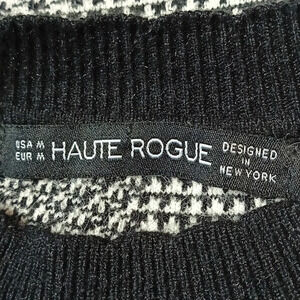 USA M
EUR M
HAUTE ROGUE
DESIGNED
IN
NEW YORK